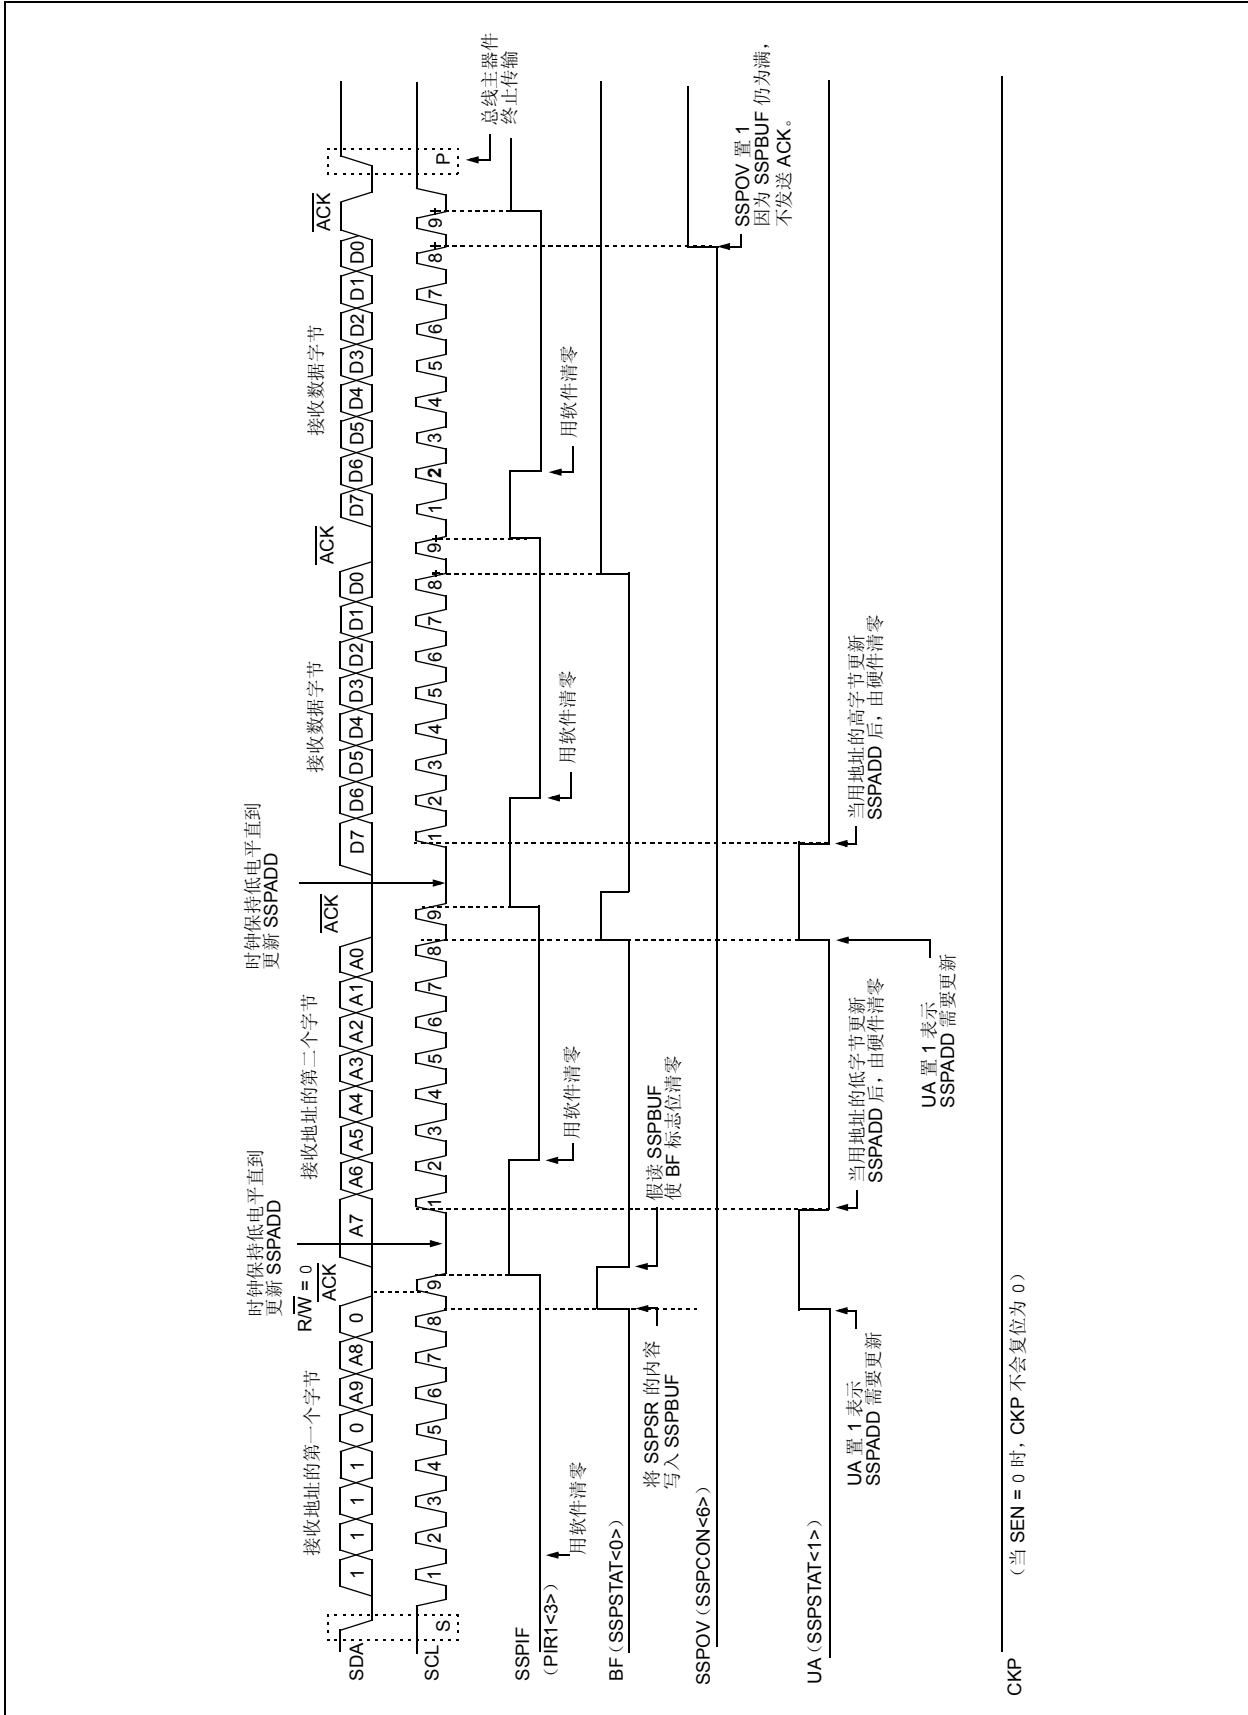 时钟保持低电平直到
更新 SSPADD
时钟保持低电平直到
更新 SSPADD
接收地址的第一个字节
R/W = 0
ACK
接收地址的第二个字节
ACK
接收数据字节
ACK
接收数据字节
ACK
SDA
1 1 1 1 0 A9 A8 0
A7 A6 A5 A4 A3 A2 A1 A0
D7 D6 D5 D4 D3 D2 D1 D0
D7 D6 D5 D4 D3 D2 D1 D0
SCL
S
1 2 3 4 5 6 7 8 9
1 2 3 4 5 6 7 8 9
1 2 3 4 5 6 7 8 9
1 2 3 4 5 6 7 8 9
P
总线主器件
终止传输
SSPIF
（PIR1<3>）
用软件清零
用软件清零
用软件清零
用软件清零
BF（SSPSTAT<0>）
将 SSPSR 的内容
写入 SSPBUF
假读 SSPBUF
使 BF 标志位清零
SSPOV（SSPCON<6>）
SSPOV 置 1
因为 SSPBUF 仍为满，
不发送 ACK。
UA（SSPSTAT<1>）
UA 置 1 表示
SSPADD 需要更新
当用地址的低字节更新
SSPADD 后，由硬件清零
UA 置 1 表示
SSPADD 需要更新
当用地址的高字节更新
SSPADD 后，由硬件清零
CKP
（当 SEN = 0 时，CKP 不会复位为 0）